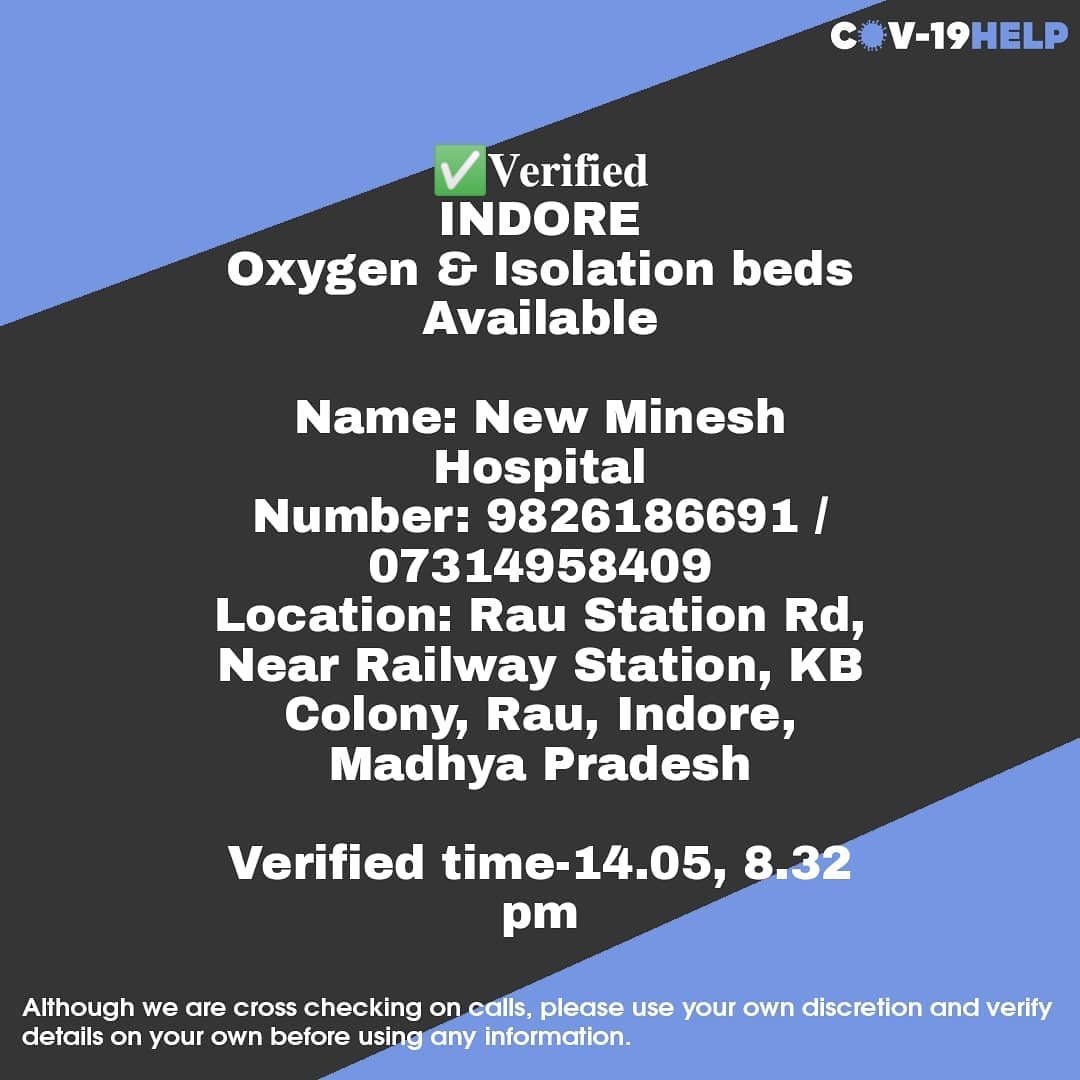 COV-19HELP
✅Verified
INDORE
Oxygen & Isolation beds
Available
Name: New Minesh
Hospital
Number: 9826186691 /
07314958409
Location: Rau Station Rd,
Near Railway Station, KB
Colony, Rau, Indore,
Madhya Pradesh
Verified time-14.05, 8.32
pm
Although we are cross checking on calls, please use your own discretion and verify
details on your own before using any information.